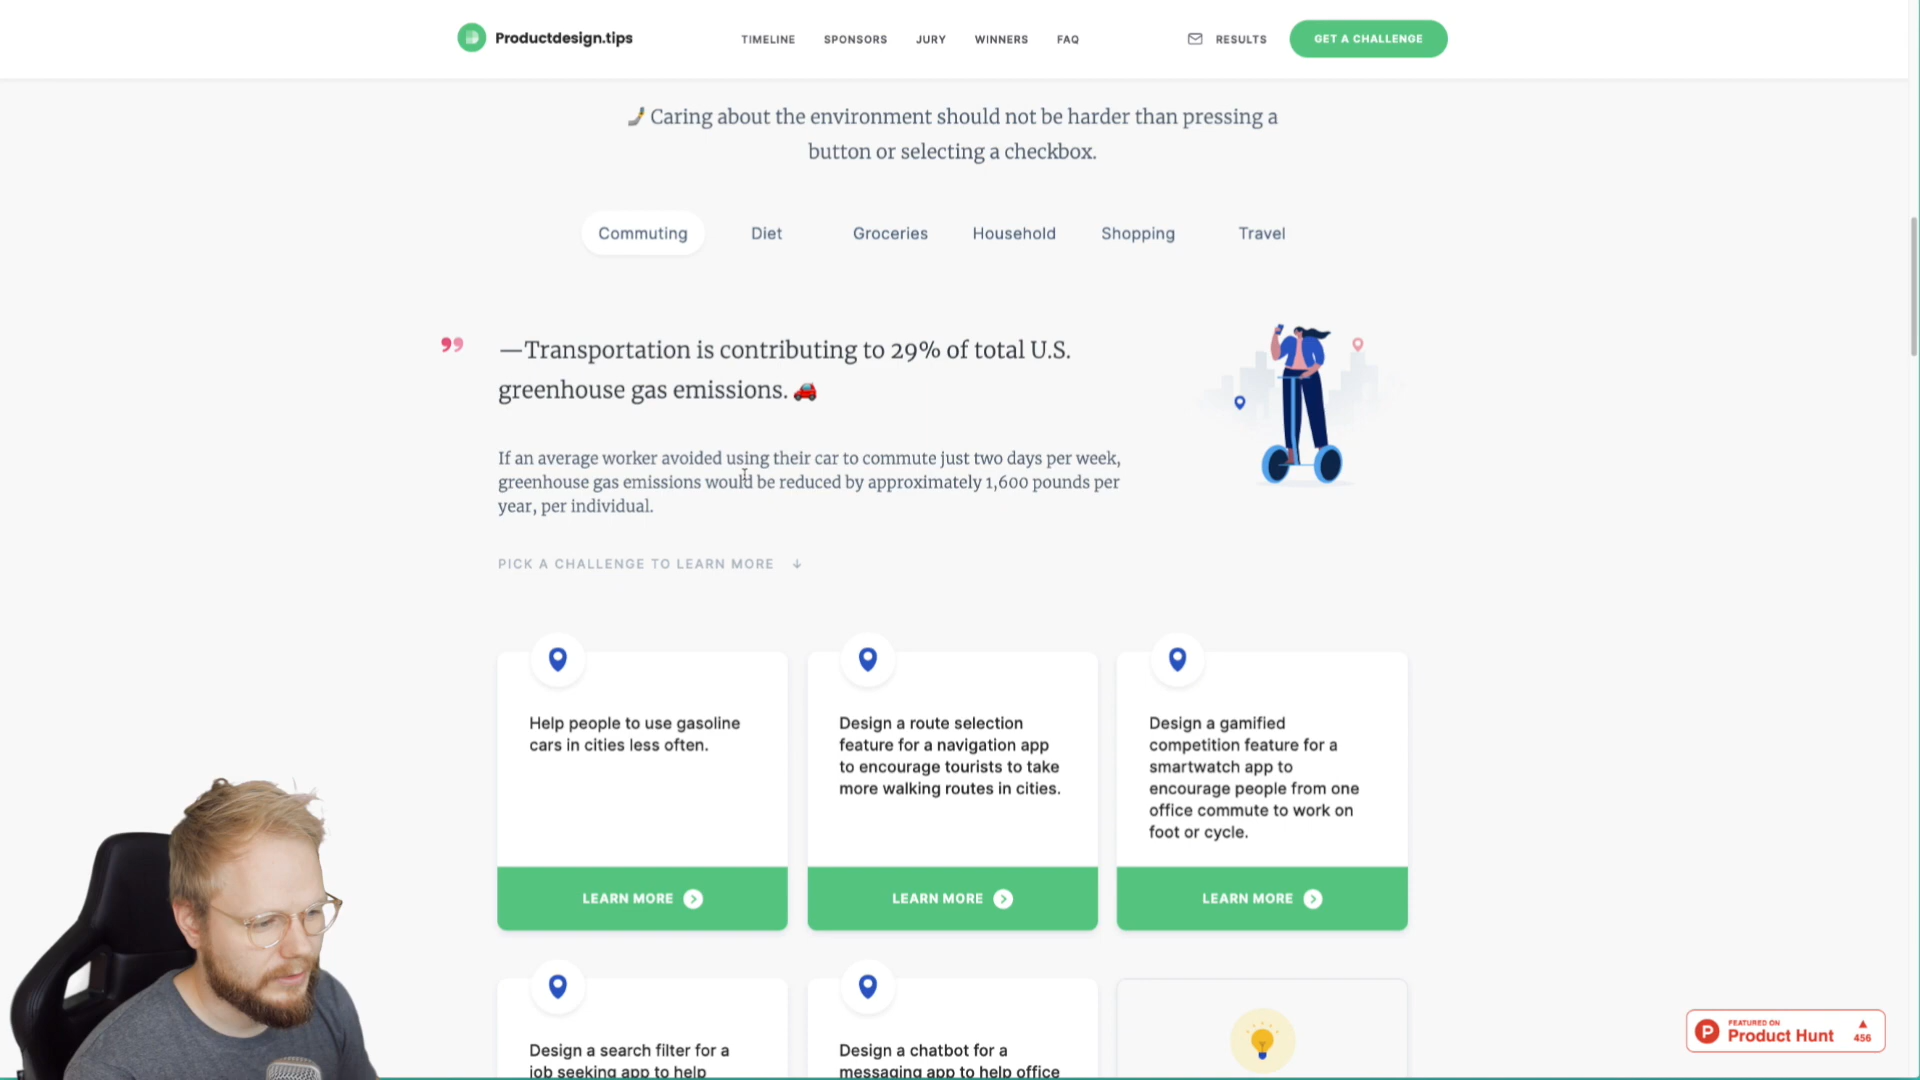 Productdesign.tips
TIMELINE
SPONSORS
JURY
WINNERS
FAQ
RESULTS
GET A CHALLENGE
Caring about the environment should not be harder than pressing a
button or selecting a checkbox.
Commuting
Diet
Groceries
Household
Shopping
Travel
—Transportation is contributing to 29% of total U.S.
greenhouse gas emissions.
If an average worker avoided using their car to commute just two days per week,
greenhouse gas emissions would be reduced by approximately 1,600 pounds per
year, per individual.
PICK A CHALLENGE TO LEARN MORE
Help people to use gasoline
cars in cities less often.
LEARN MORE
Design a route selection
feature for a navigation app
to encourage tourists to take
more walking routes in cities.
LEARN MORE
Design a gamified
competition feature for a
smartwatch app to
encourage people from one
office commute to work on
foot or cycle.
LEARN MORE
Design a search filter for a
job seeking app to help
Design a chatbot for a
messaging app to help office
FEATURED ON
Product Hunt
456